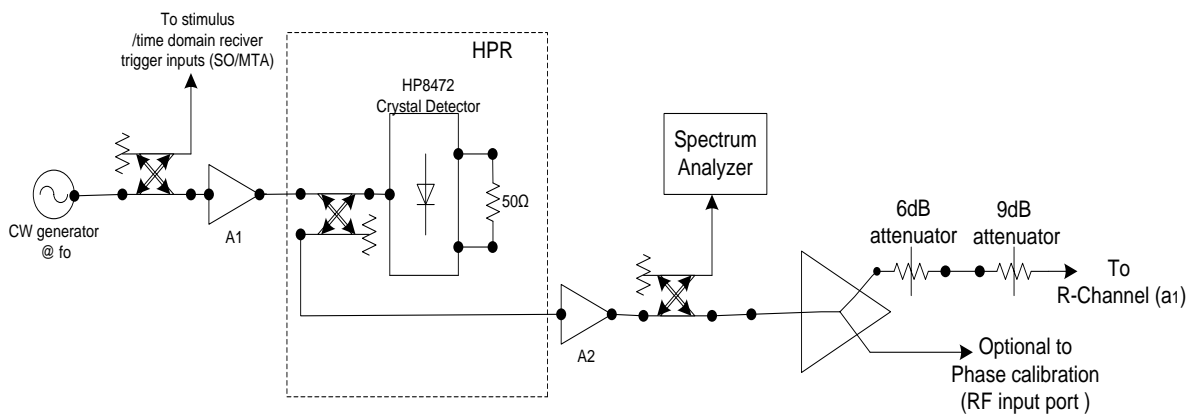 To stimulus
/time domain reciver
trigger inputs (SO/MTA)
HPR
HP8472
Crystal Detector
50Ω
CW generator
@ fo
A1
A2
Spectrum
Analyzer
6dB
attenuator
9dB
attenuator
To
R-Channel (a1)
Optional to
Phase calibration
(RF input port )